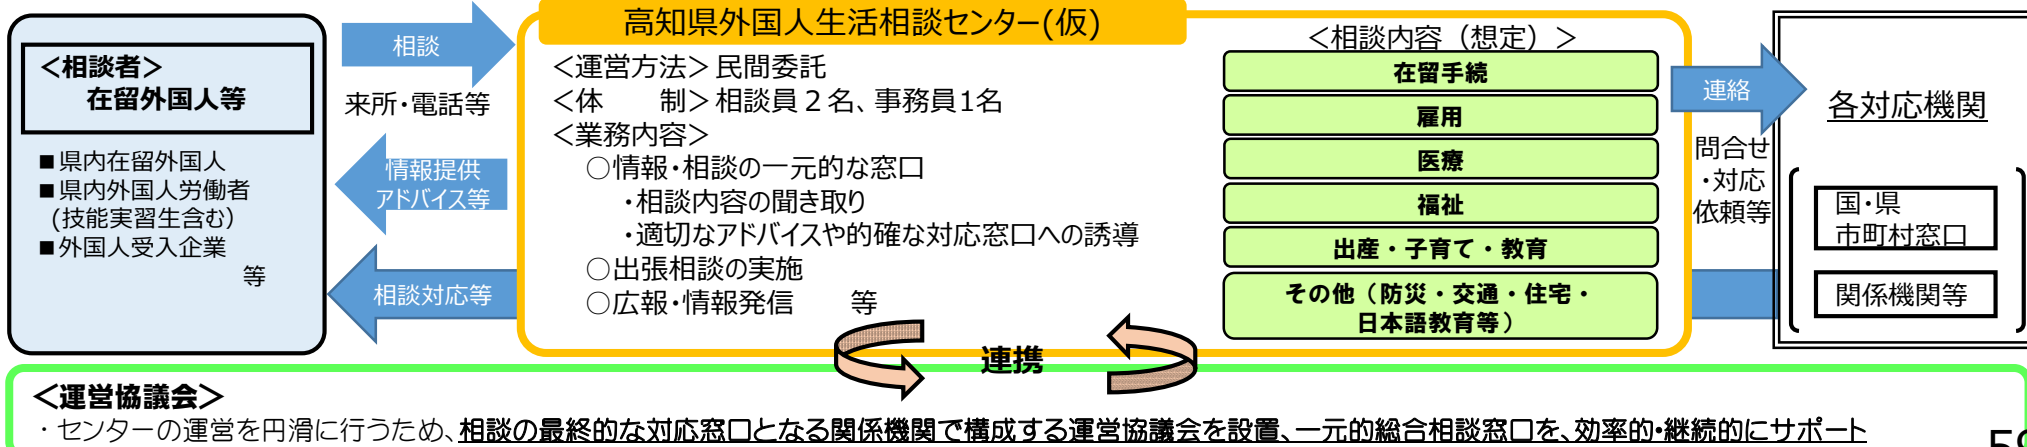 高知県外国人生活相談センター(仮)
＜相談者＞
在留外国人等
■県内在留外国人
■県内外国人労働者
(技能実習生含む)
■外国人受入企業
等
相談
来所・電話等
情報提供
アドバイス等
相談対応等
＜運営方法＞民間委託
＜体　　制＞相談員２名、事務員1名
＜業務内容＞
○情報・相談の一元的な窓口
・相談内容の聞き取り
・適切なアドバイスや的確な対応窓口への誘導
○出張相談の実施
○広報・情報発信　　等
＜相談内容（想定）＞
在留手続
雇用
医療
福祉
出産・子育て・教育
その他（防災・交通・住宅・
日本語教育等）
連絡
問合せ
・対応
依頼等
各対応機関
国・県
市町村窓口
関係機関等
連携
＜運営協議会＞
・センターの運営を円滑に行うため、相談の最終的な対応窓口となる関係機関で構成する運営協議会を設置、一元的総合相談窓口を、効率的・継続的にサポート